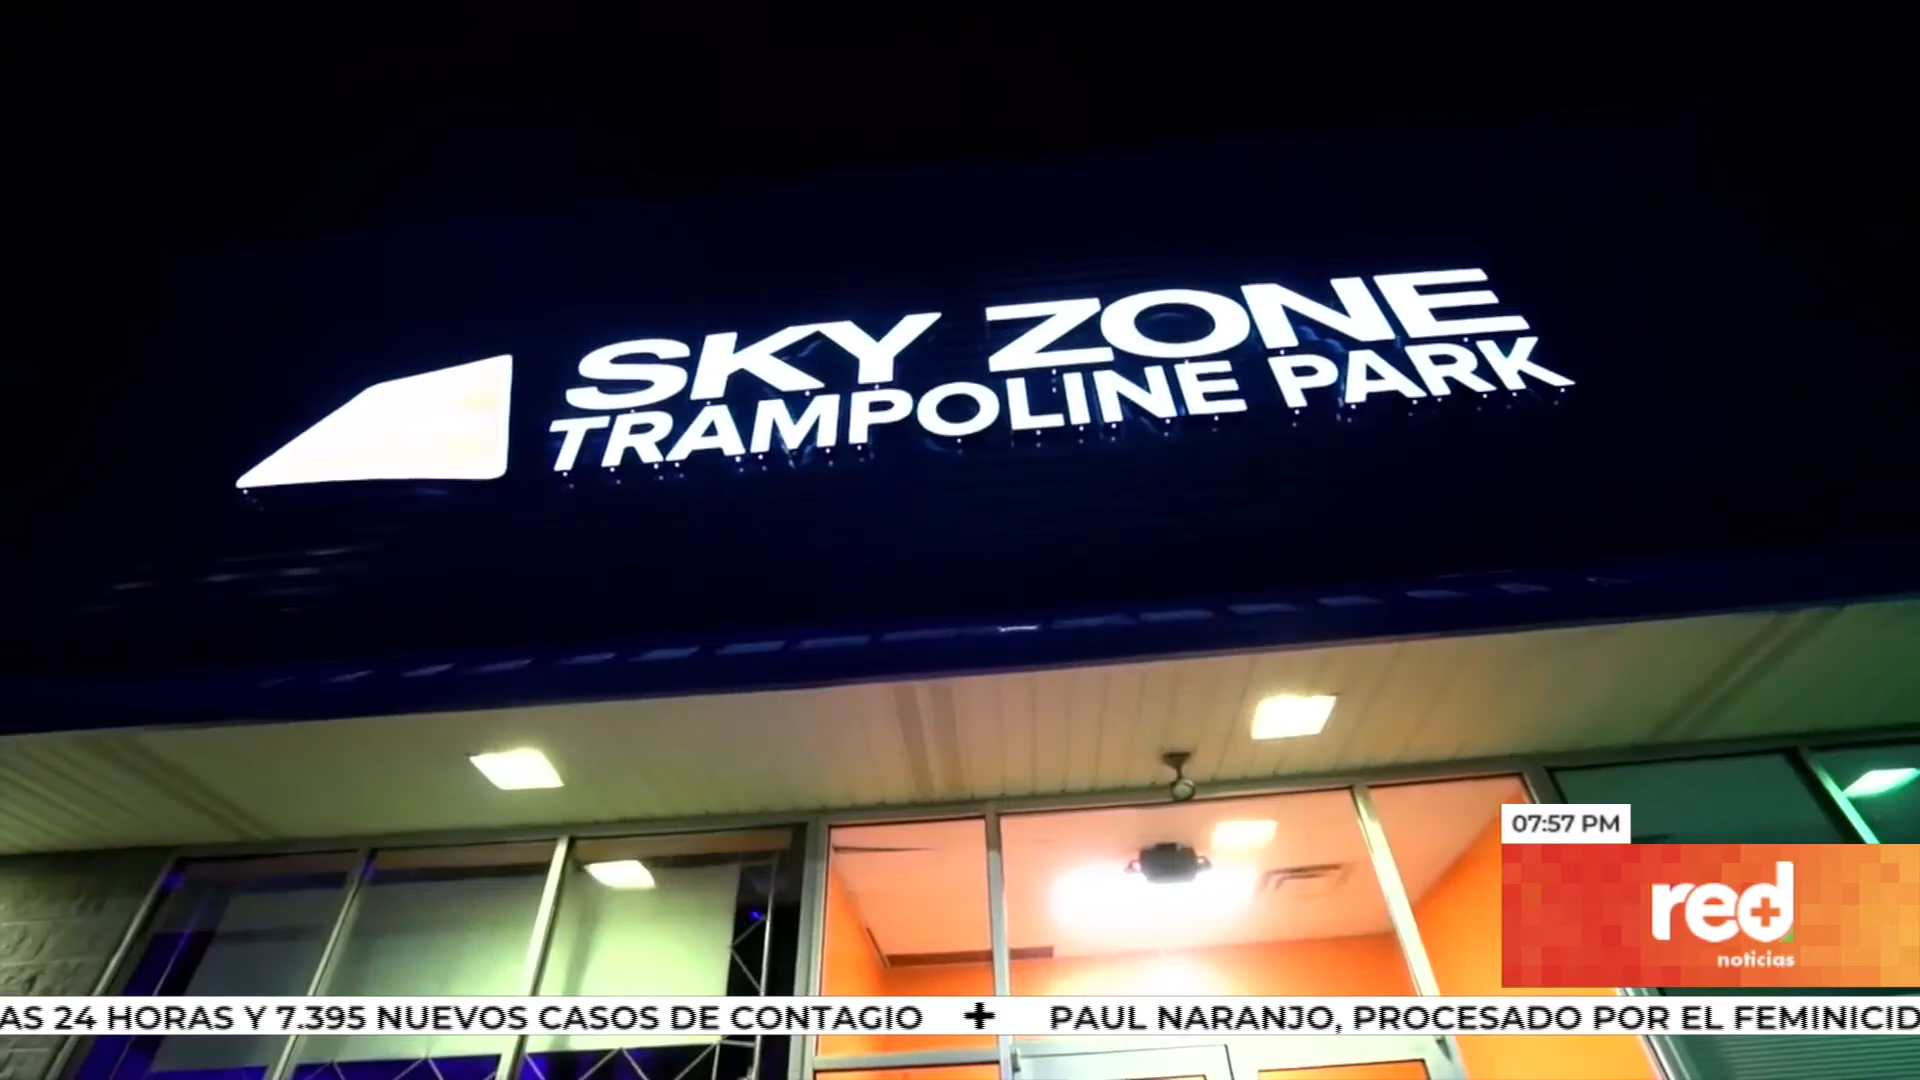 SKY ZONE
TRAMPOLINE PARK
07:57 PM
red
noticias
AS 24 HORAS Y 7.395 NUEVOS CASOS DE CONTAGIO PAUL NARANJO, PROCESADO POR EL FEMINICID